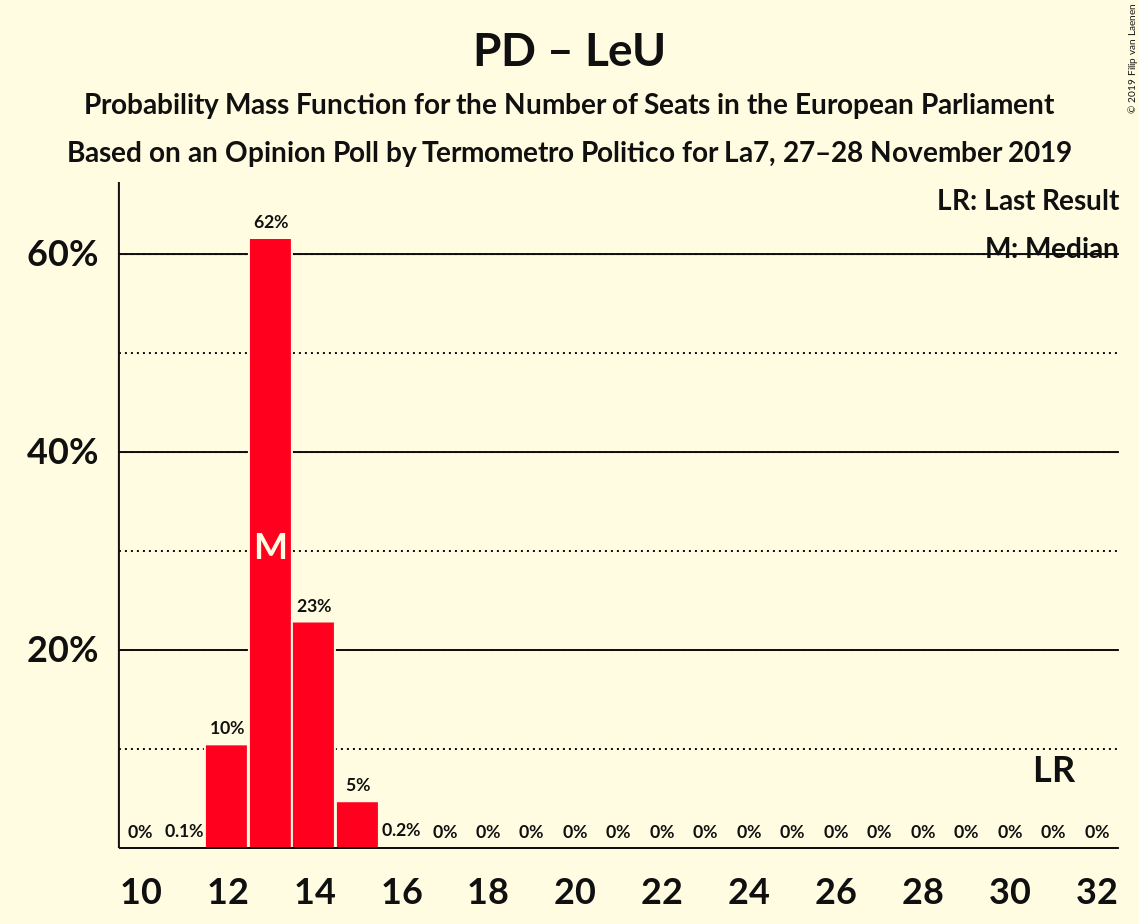 PD – LeU
Probability Mass Function for the Number of Seats in the European Parliament
Based on an Opinion Poll by Termometro Politico for La7, 27–28 November 2019
© 2019 Filip van Laenen
LR: Last Result
M: Median
60%
40%
20%
62%
M
23%
10%
5%
LR
0% 0.1% 0.2% 0% 0% 0% 0% 0% 0% 0% 0% 0% 0% 0% 0% 0% 0% 0% 0%
10 12 14 16 18 20 22 24 26 28 30 32